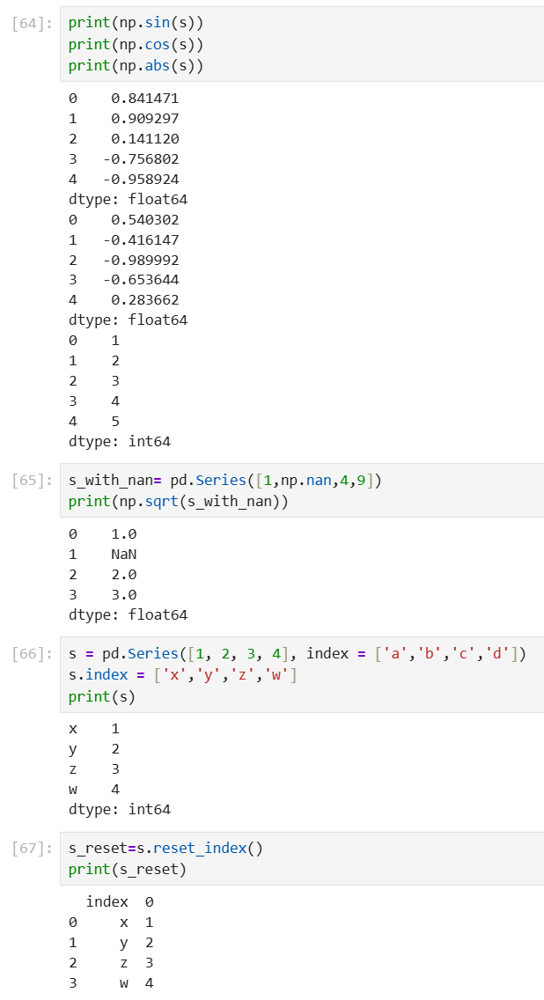 [64]: print(np.sin(s))
print(np.cos(s))
print(np.abs(s))
0    0.841471
1    0.909297
2    0.141120
3   -0.756802
4   -0.958924
dtype: float64
0    0.540302
1   -0.416147
2   -0.989992
3   -0.653644
4    0.283662
dtype: float64
0    1
1    2
2    3
3    4
4    5
dtype: int64
[65]: s_with_nan= pd.Series([1,np.nan,4,9])
print(np.sqrt(s_with_nan))
0    1.0
1    NaN
2    2.0
3    3.0
dtype: float64
[66]: s = pd.Series([1, 2, 3, 4], index = ['a','b','c','d'])
s.index = ['x','y','z','w']
print(s)
x    1
y    2
z    3
w    4
dtype: int64
[67]: s_reset=s.reset_index()
print(s_reset)
  index  0
0     x  1
1     y  2
2     z  3
3     w  4